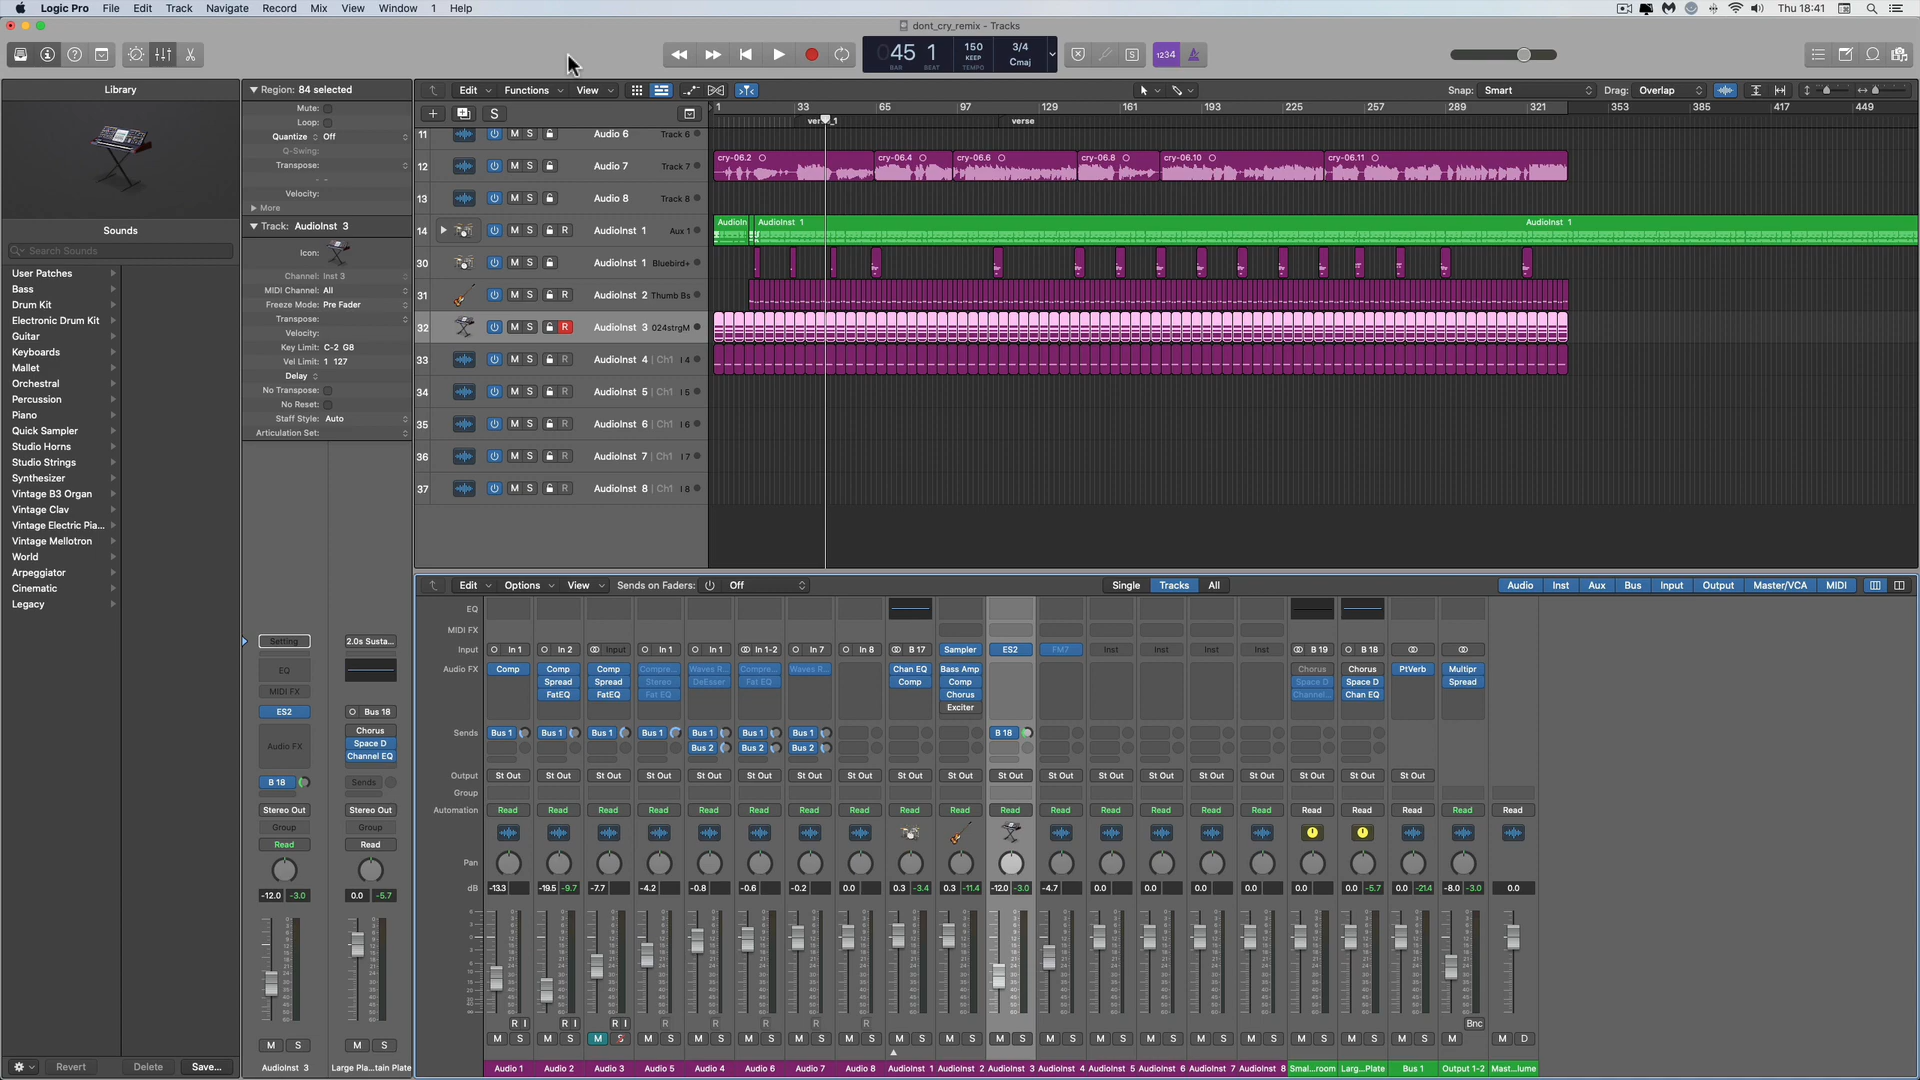 Logic Pro File Edit Track Navigate Record Mix View Window 1 Help Thu 18:41
dont_cry_remix - Tracks
45 1 150 KEEP 3/4 Cmaj 1234
BAR BEAT TEMPO
Library
Region: 84 selected
Mute:
Loop:
Quantize Off
Q-Swing:
Transpose:
Velocity:
More
Track: AudioInst 3
Icon:
Channel: Inst 3
MIDI Channel: All
Freeze Mode: Pre Fader
Transpose:
Velocity:
Key Limit: C-2 G8
Vel Limit: 1 127
Delay
No Transpose:
No Reset:
Staff Style: Auto
Articulation Set:
Sounds
Search Sounds
User Patches
Bass
Drum Kit
Electronic Drum Kit
Guitar
Keyboards
Mallet
Orchestral
Percussion
Piano
Quick Sampler
Studio Horns
Studio Strings
Synthesizer
Vintage B3 Organ
Vintage Clav
Vintage Electric Pia...
Vintage Mellotron
World
Arpeggiator
Cinematic
Legacy
Revert Delete Save...
Edit Functions View Snap: Smart Drag: Overlap
S
1 33 65 97 129 161 193 225 257 289 321 353 385 417 449
verse
11 M S Audio 6 Track 6
12 M S Audio 7 Track 7
cry-06.2 cry-06.4 cry-06.6 cry-06.8 cry-06.10 cry-06.11
13 M S Audio 8 Track 8
14 M S R AudioInst 1 Aux 1
AudioIn AudioInst 1 AudioInst 1
30 M S AudioInst 1 Bluebird+
31 M S R AudioInst 2 Thumb Bs
32 M S R AudioInst 3 024strgM
33 M S R AudioInst 4 Ch1 I 4
34 M S R AudioInst 5 Ch1 I 5
35 M S R AudioInst 6 Ch1 I 6
36 M S R AudioInst 7 Ch1 I 7
37 M S R AudioInst 8 Ch1 I 8
Setting 2.0s Susta...
EQ
MIDI FX
ES2 Bus 18
Audio FX Chorus
Space D
Channel EQ
B 18 Sends
Stereo Out Stereo Out
Group Group
Read Read
-12.0 -3.0 0.0 -5.7
M S M S
AudioInst 3 Large Pla...tain Plate
Edit Options View Sends on Faders: Off Single Tracks All Audio Inst Aux Bus Input Output Master/VCA MIDI
EQ
MIDI FX
Input In 1 In 2 Input In 1 In 1 In 1-2 In 7 In 8 B 17 Sampler ES2 FM7 Inst Inst Inst Inst B 19 B 18
Audio FX Comp Comp Comp Compre... Waves R... Compre... Waves R... Chan EQ Bass Amp Chorus Chorus PtVerb Multipr
Spread Spread Stereo DeEsser Fat EQ Comp Comp Space D Space D Spread
FatEQ FatEQ Fat EQ Chorus Channel... Chan EQ
Exciter
Sends Bus 1 Bus 1 Bus 1 Bus 1 Bus 1 Bus 1 Bus 1 B 18
Bus 2 Bus 2 Bus 2
Output St Out St Out St Out St Out St Out St Out St Out St Out St Out St Out St Out St Out St Out St Out St Out St Out St Out St Out St Out
Group
Automation Read Read Read Read Read Read Read Read Read Read Read Read Read Read Read Read Read Read Read Read Read
Pan
dB -13.3 -19.5 -9.7 -7.7 -4.2 -0.8 -0.6 -0.2 0.0 0.3 -3.4 0.3 -11.4 -12.0 -3.0 -4.7 0.0 0.0 0.0 0.0 0.0 0.0 -5.7 0.0 -21.4 -8.0 -3.0 0.0
R I R I R I R R R R R Bnc
M S M S M S M S M S M S M S M S M S M S M S M S M S M S M S M S M S M S M S M M D
Audio 1 Audio 2 Audio 3 Audio 5 Audio 4 Audio 6 Audio 7 Audio 8 AudioInst 1 AudioInst 2 AudioInst 3 AudioInst 4 AudioInst 5 AudioInst 6 AudioInst 7 AudioInst 8 Smal...room Larg...Plate Bus 1 Output 1-2 Mast...lume